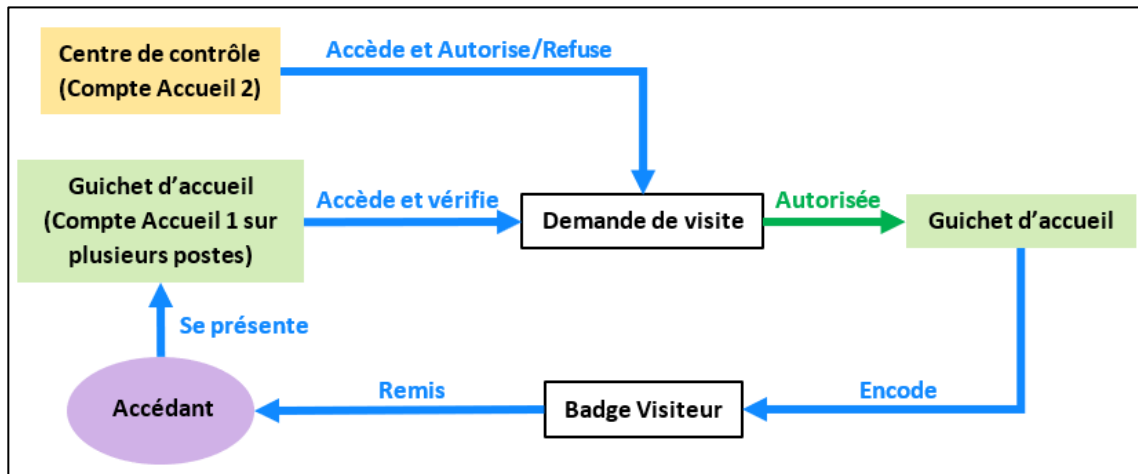 Centre de contrôle
(Compte Accueil 2)
Accède et Autorise/Refuse
Guichet d’accueil
(Compte Accueil 1 sur
plusieurs postes)
Accède et vérifie
Demande de visite
Autorisée
Guichet d’accueil
Se présente
Accédant
Remis
Badge Visiteur
Encode